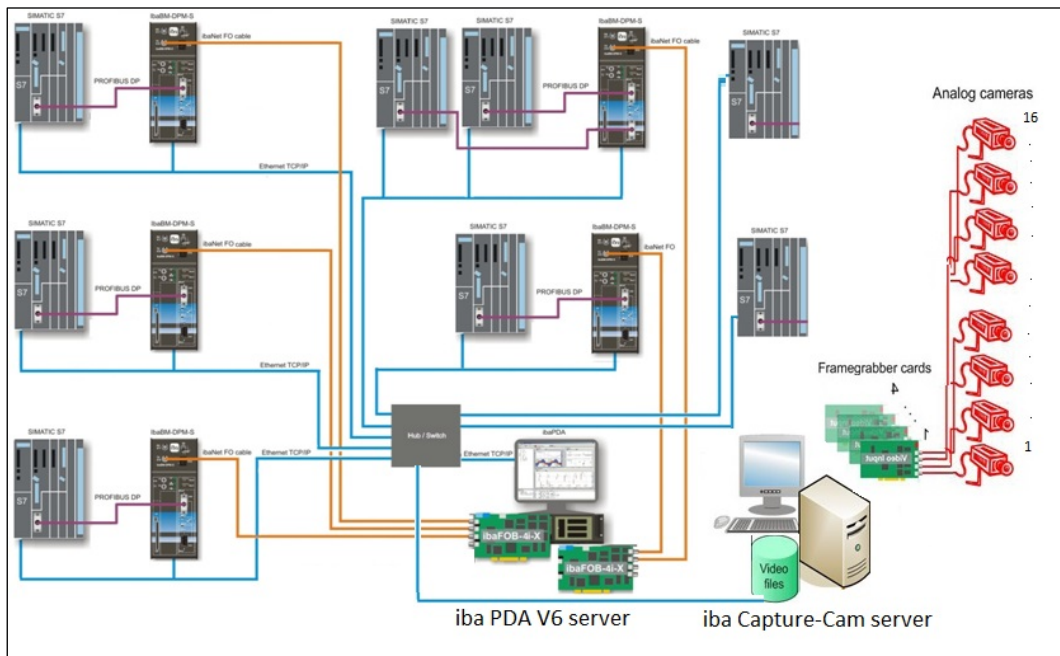 SIMATIC S7
ibaBM-DPM-S
ibaNet FO cable
S7
PROFIBUS DP
Ethernet TCP/IP
SIMATIC S7
ibaBM-DPM-S
ibaNet FO cable
S7
S7
PROFIBUS DP
SIMATIC S7
S7
Analog cameras
16
1
SIMATIC S7
ibaBM-DPM-S
ibaNet FO cable
S7
PROFIBUS DP
Ethernet TCP/IP
SIMATIC S7
ibaBM-DPM-S
ibaNet FO
S7
PROFIBUS DP
SIMATIC S7
S7
Framegrabber cards
4
1
Video Input
SIMATIC S7
ibaBM-DPM-S
ibaNet FO cable
S7
PROFIBUS DP
Ethernet TCP/IP
Hub / Switch
ibaPDA
Ethernet TCP/IP
ibaFOB-4i-X
ibaFOB-4i-X
Video
files
iba PDA V6 server
iba Capture-Cam server